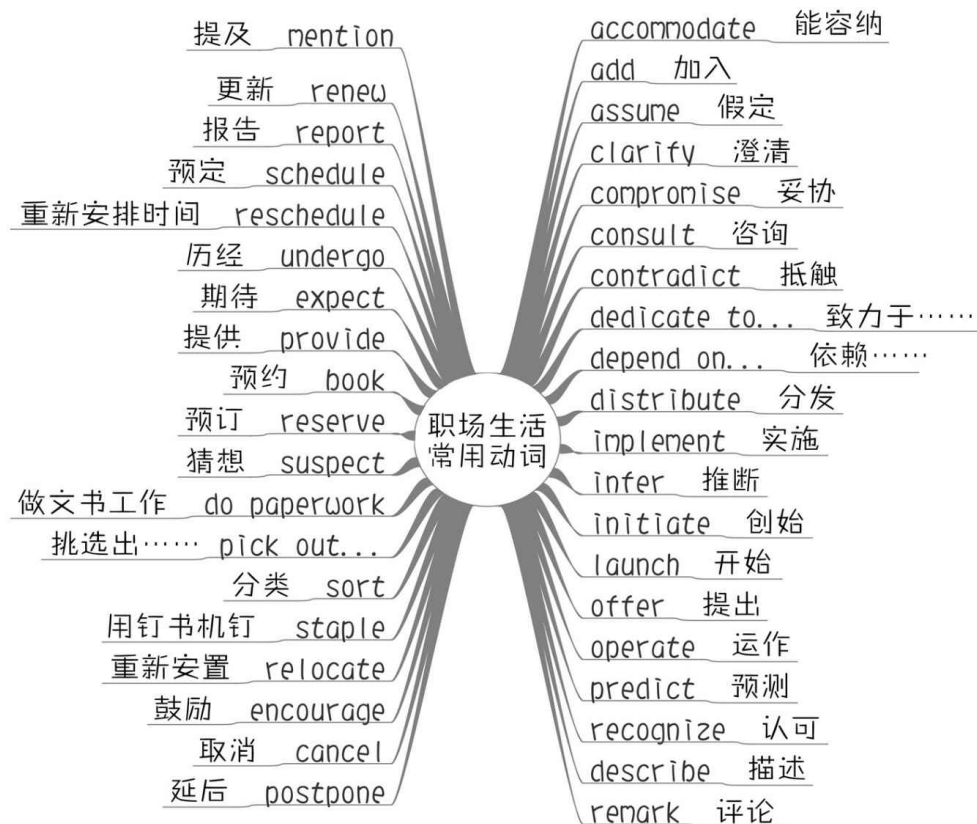 职场生活
常用动词
提及 mention
更新 renew
报告 report
预定 schedule
重新安排时间 reschedule
历经 undergo
期待 expect
提供 provide
预约 book
预订 reserve
猜想 suspect
做文书工作 do paperwork
挑选出…… pick out...
分类 sort
用钉书机钉 staple
重新安置 relocate
鼓励 encourage
取消 cancel
延后 postpone
accommodate 能容纳
add 加入
assume 假定
clarify 澄清
compromise 妥协
consult 咨询
contradict 抵触
dedicate to... 致力于……
depend on... 依赖……
distribute 分发
implement 实施
infer 推断
initiate 创始
launch 开始
offer 提出
operate 运作
predict 预测
recognize 认可
describe 描述
remark 评论